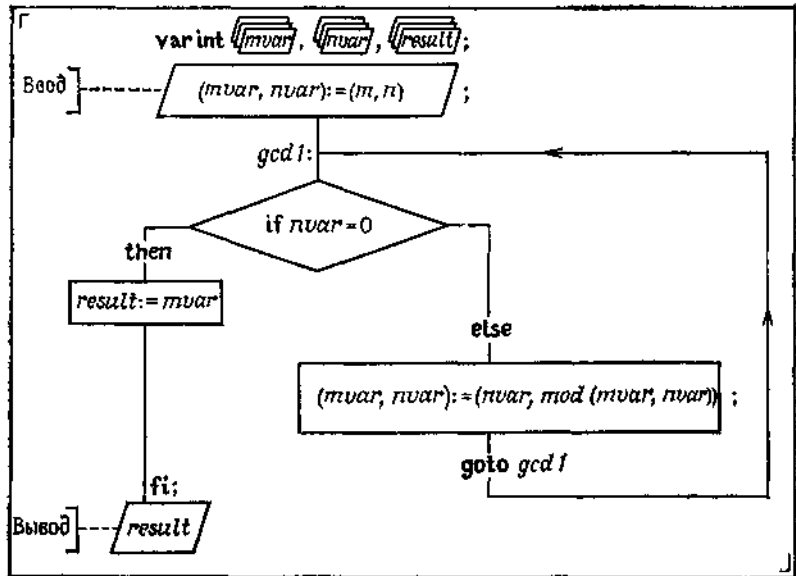 var int mvar, nvar, result;
Ввод
(mvar, nvar):=(m,n) ;
gcd1:
if nvar=0
then
result:=mvar
else
(mvar, nvar):=(nvar, mod (mvar, nvar)) ;
goto gcd1
fi;
Вывод
result